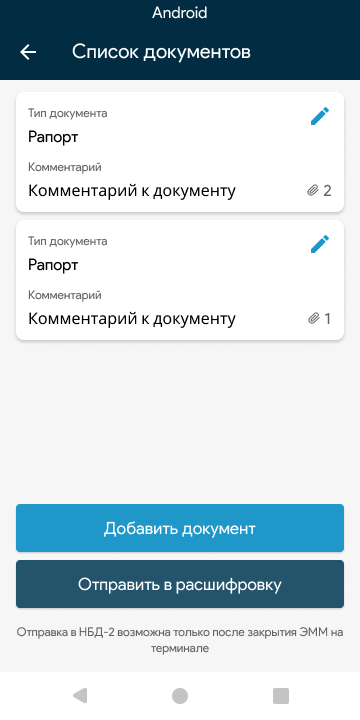 Android
Список документов
Тип документа
Рапорт
Комментарий
Комментарий к документу
2
Тип документа
Рапорт
Комментарий
Комментарий к документу
1
Добавить документ
Отправить в расшифровку
Отправка в НБД-2 возможна только после закрытия ЭММ на
терминале